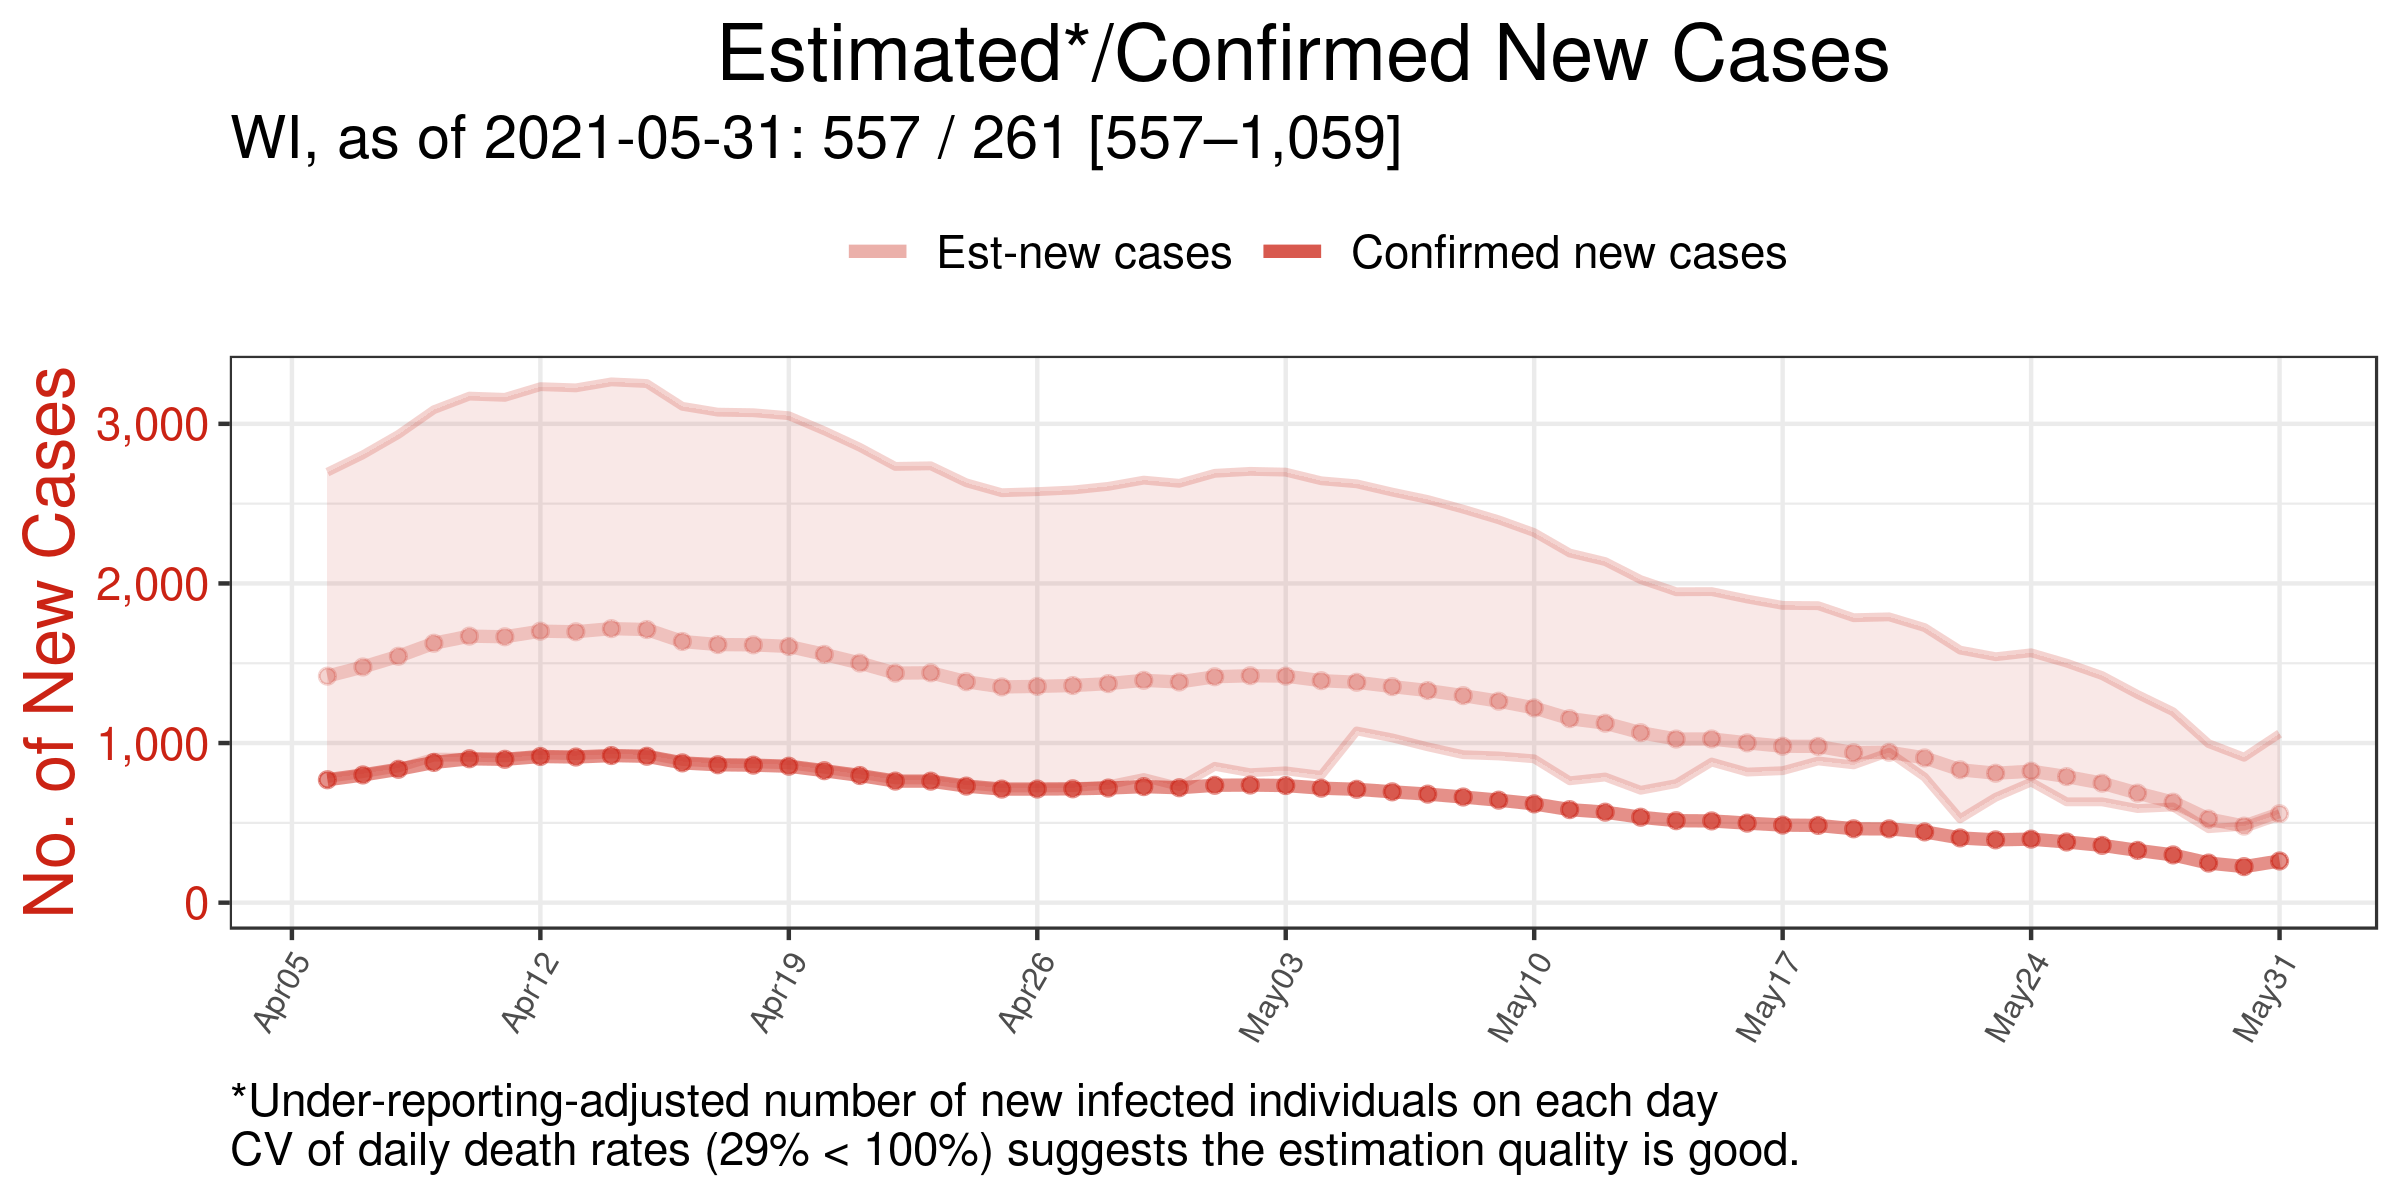 Estimated*/Confirmed New Cases
WI, as of 2021-05-31: 557 / 261 [557–1,059]
Est-new cases
Confirmed new cases
No. of New Cases
3,000
2,000
1,000
0
Apr05
Apr12
Apr19
Apr26
May03
May10
May17
May24
May31
*Under-reporting-adjusted number of new infected individuals on each day
CV of daily death rates (29% < 100%) suggests the estimation quality is good.